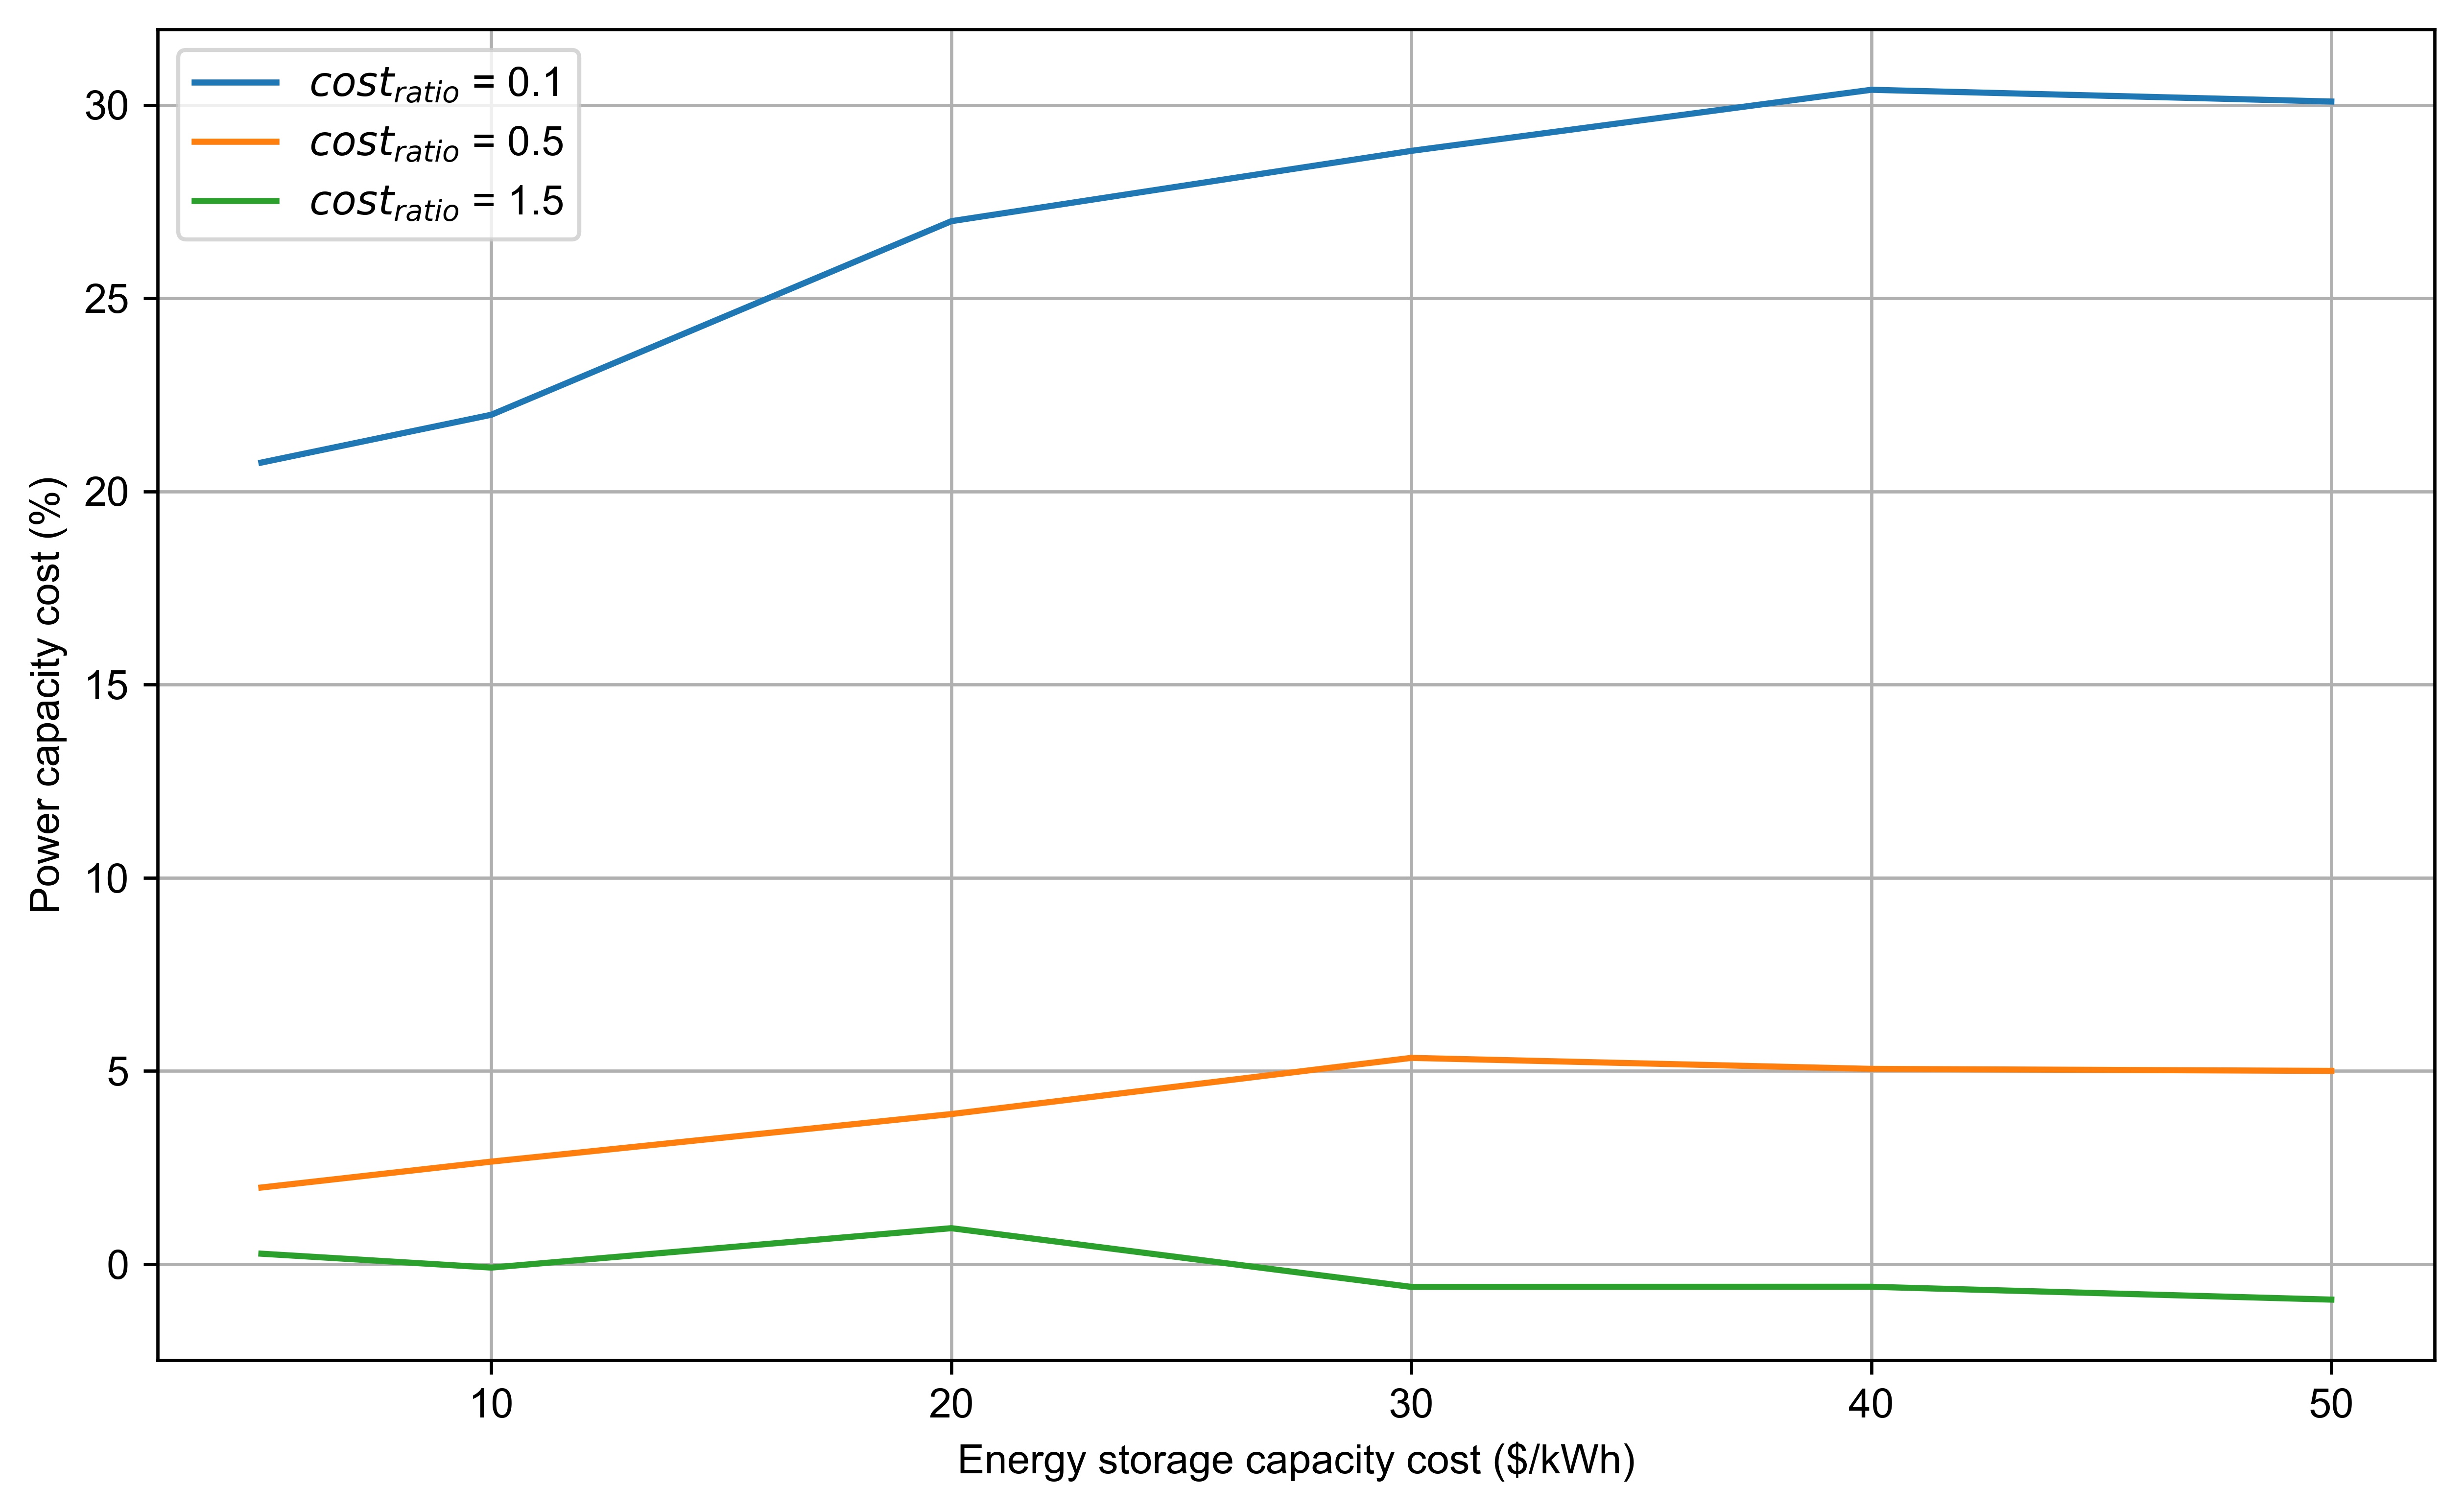 cost_ratio = 0.1
cost_ratio = 0.5
cost_ratio = 1.5
30
25
20
15
10
5
0
Power capacity cost (%)
10 20 30 40 50
Energy storage capacity cost ($/kWh)